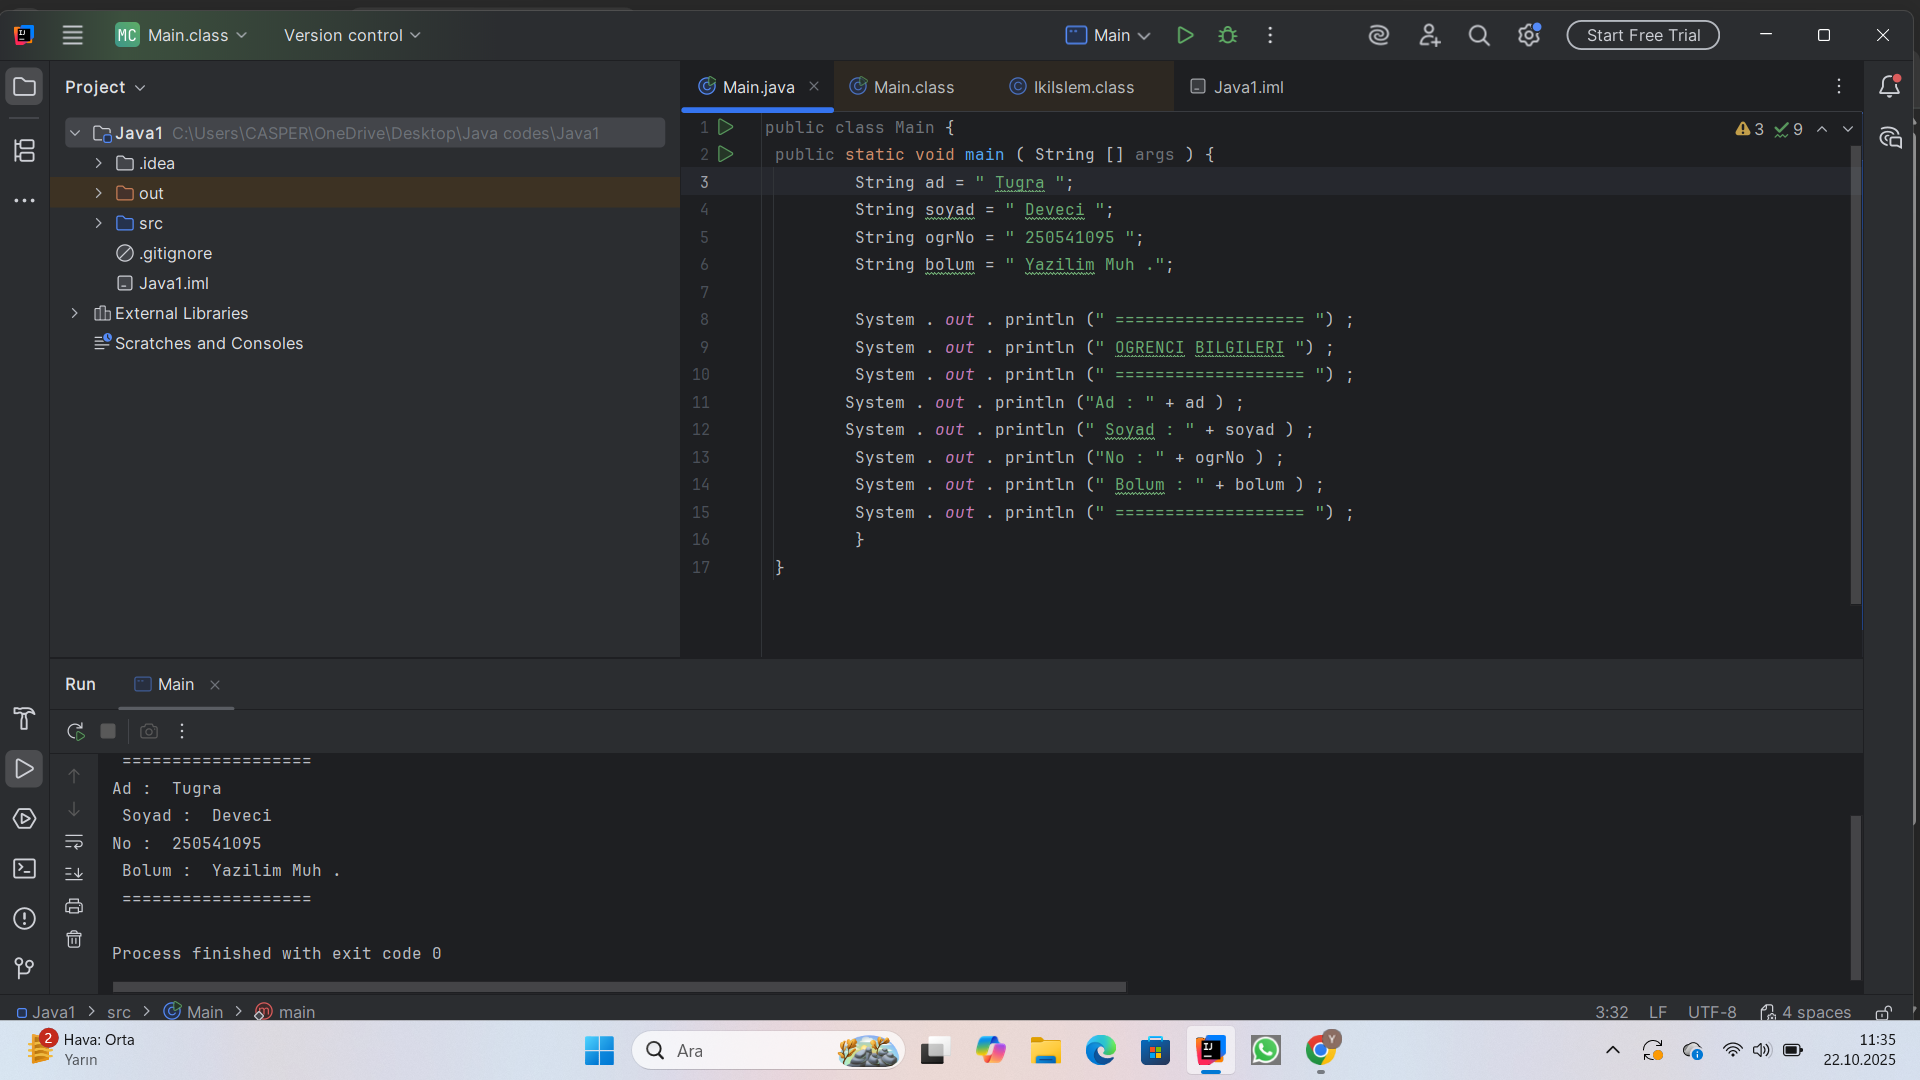 MC Main.class
Version control
Main
Start Free Trial
Project
Main.java
Main.class
IkiIslem.class
Java1.iml
Java1 C:\Users\CASPER\OneDrive\Desktop\Java codes\Java1
.idea
out
src
.gitignore
Java1.iml
External Libraries
Scratches and Consoles
3 9
1 public class Main {
2 public static void main ( String [] args ) {
3 String ad = " Tugra ";
4 String soyad = " Deveci ";
5 String ogrNo = " 250541095 ";
6 String bolum = " Yazilim Muh .";
7
8 System . out . println (" =================== ") ;
9 System . out . println (" OGRENCI BILGILERI ") ;
10 System . out . println (" =================== ") ;
11 System . out . println ("Ad : " + ad ) ;
12 System . out . println (" Soyad : " + soyad ) ;
13 System . out . println ("No : " + ogrNo ) ;
14 System . out . println (" Bolum : " + bolum ) ;
15 System . out . println (" =================== ") ;
16 }
17 }
Run
Main
===================
Ad :  Tugra
Soyad :  Deveci
No :  250541095
Bolum :  Yazilim Muh .
===================
Process finished with exit code 0
Java1 > src > Main > main
3:32 LF UTF-8 4 spaces
2
Hava: Orta
Yarın
Ara
Y
11:35
22.10.2025